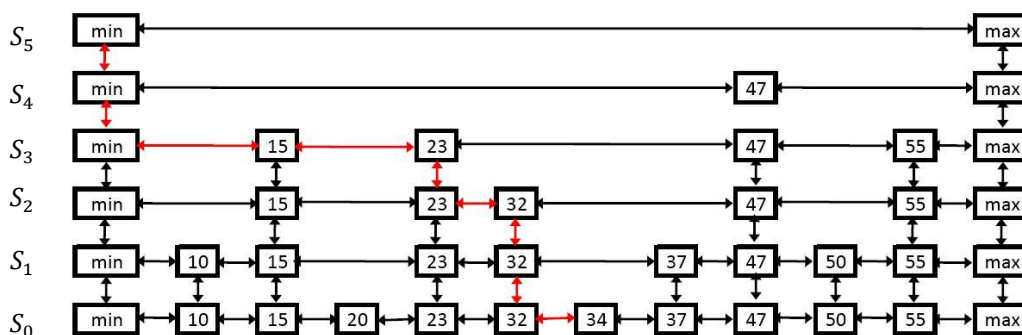 S₅ min max
S₄ min 47 max
S₃ min 15 23 47 55 max
S₂ min 15 23 32 47 55 max
S₁ min 10 15 23 32 37 47 50 55 max
S₀ min 10 15 20 23 32 34 37 47 50 55 max